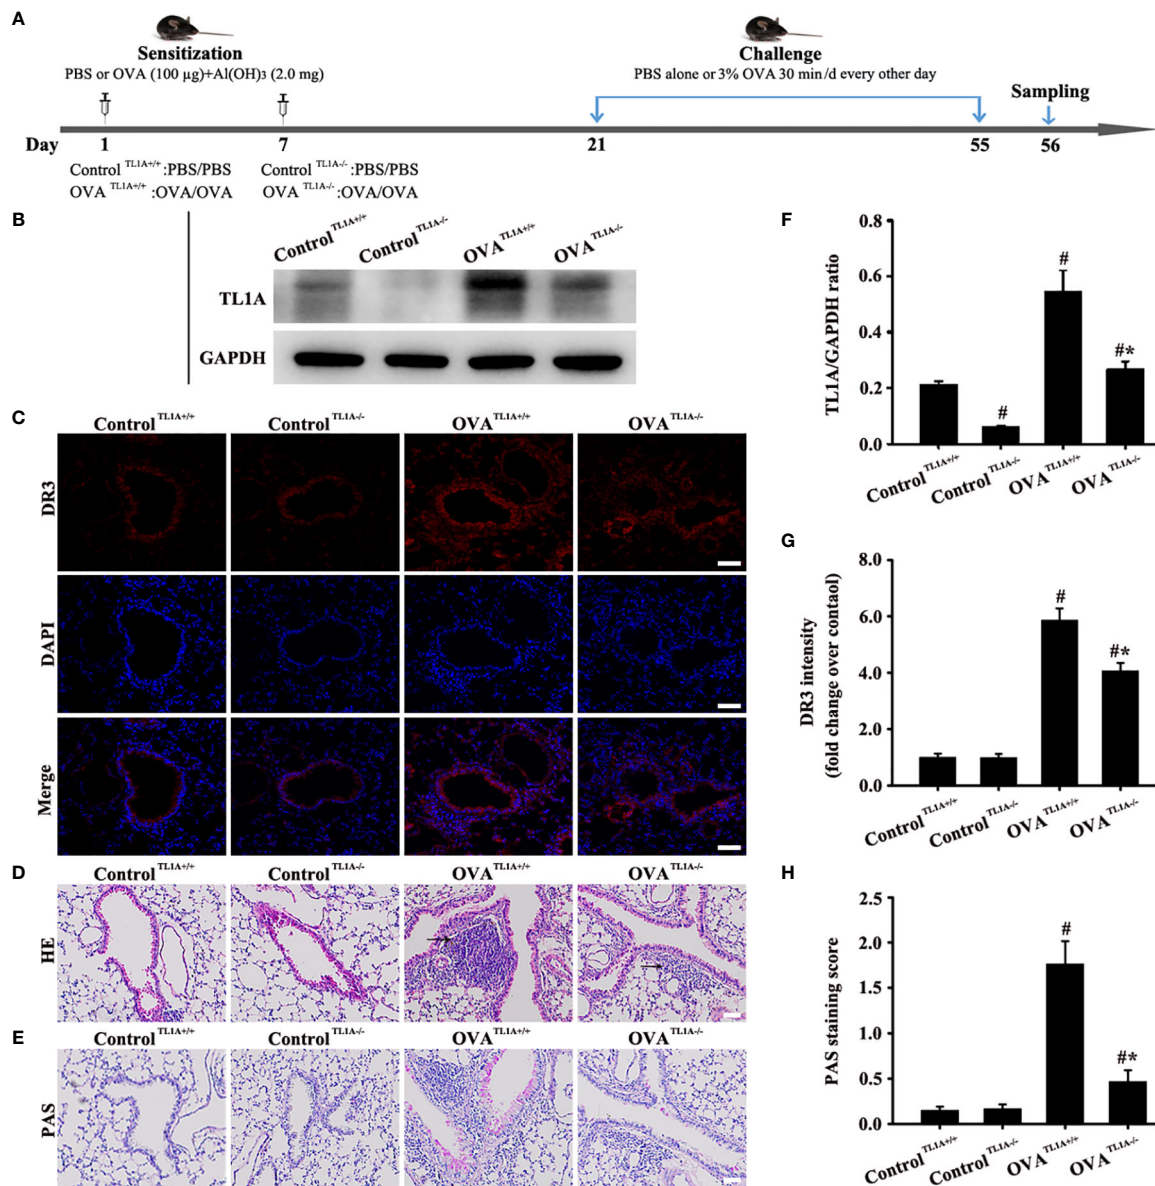 A
Sensitization
PBS or OVA (100 µg)+Al(OH)3 (2.0 mg)
Challenge
PBS alone or 3% OVA 30 min/d every other day
Sampling
Day 1 7 21 55 56
Control TL1A+/+ :PBS/PBS
OVA TL1A+/+ :OVA/OVA
Control TL1A-/- :PBS/PBS
OVA TL1A-/- :OVA/OVA
B
Control TL1A+/+ Control TL1A-/- OVA TL1A+/+ OVA TL1A-/-
TL1A
GAPDH
C
Control TL1A+/+ Control TL1A-/- OVA TL1A+/+ OVA TL1A-/-
DR3
DAPI
Merge
D
Control TL1A+/+ Control TL1A-/- OVA TL1A+/+ OVA TL1A-/-
HE
E
Control TL1A+/+ Control TL1A-/- OVA TL1A+/+ OVA TL1A-/-
PAS
F
TL1A/GAPDH ratio
0.8
0.6
0.4
0.2
0.0
# # #*
Control TL1A+/+ Control TL1A-/- OVA TL1A+/+ OVA TL1A-/-
G
DR3 intensity
(fold change over contaol)
8.0
6.0
4.0
2.0
0.0
# #*
Control TL1A+/+ Control TL1A-/- OVA TL1A+/+ OVA TL1A-/-
H
PAS staining score
2.5
2.0
1.5
1.0
0.5
0.0
# #*
Control TL1A+/+ Control TL1A-/- OVA TL1A+/+ OVA TL1A-/-